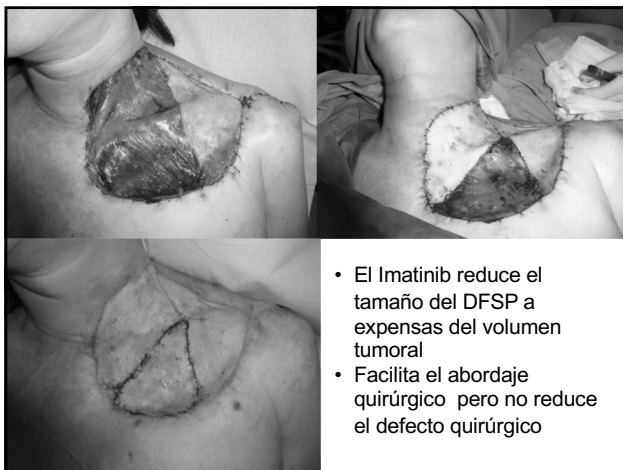 • El Imatinib reduce el
tamaño del DFSP a
expensas del volumen
tumoral
• Facilita el abordaje
quirúrgico pero no reduce
el defecto quirúrgico